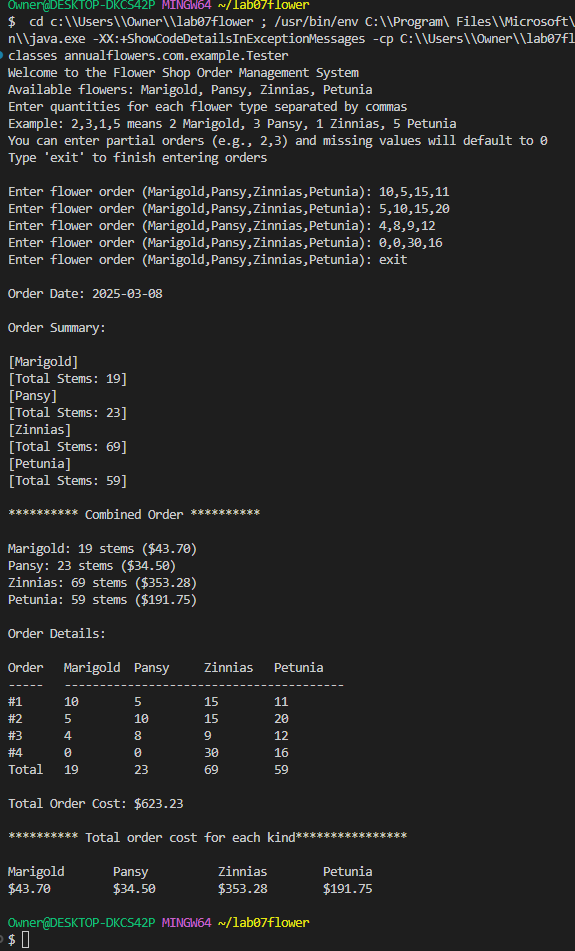 Owner@DESKTOP-DKCS42P MINGW64 ~/lab07flower
$  cd c:\\Users\\Owner\\lab07flower ; /usr/bin/env C:\\Program\ Files\\Microsoft\
n\\java.exe -XX:+ShowCodeDetailsInExceptionMessages -cp C:\\Users\\Owner\\lab07fl
classes annualflowers.com.example.Tester
Welcome to the Flower Shop Order Management System
Available flowers: Marigold, Pansy, Zinnias, Petunia
Enter quantities for each flower type separated by commas
Example: 2,3,1,5 means 2 Marigold, 3 Pansy, 1 Zinnias, 5 Petunia
You can enter partial orders (e.g., 2,3) and missing values will default to 0
Type 'exit' to finish entering orders
Enter flower order (Marigold,Pansy,Zinnias,Petunia): 10,5,15,11
Enter flower order (Marigold,Pansy,Zinnias,Petunia): 5,10,15,20
Enter flower order (Marigold,Pansy,Zinnias,Petunia): 4,8,9,12
Enter flower order (Marigold,Pansy,Zinnias,Petunia): 0,0,30,16
Enter flower order (Marigold,Pansy,Zinnias,Petunia): exit
Order Date: 2025-03-08
Order Summary:
[Marigold]
[Total Stems: 19]
[Pansy]
[Total Stems: 23]
[Zinnias]
[Total Stems: 69]
[Petunia]
[Total Stems: 59]
********** Combined Order **********
Marigold: 19 stems ($43.70)
Pansy: 23 stems ($34.50)
Zinnias: 69 stems ($353.28)
Petunia: 59 stems ($191.75)
Order Details:
Order   Marigold  Pansy     Zinnias   Petunia
-----   ----------------------------------------
#1      10        5         15        11
#2      5         10        15        20
#3      4         8         9         12
#4      0         0         30        16
Total   19        23        69        59
Total Order Cost: $623.23
********** Total order cost for each kind****************
Marigold       Pansy          Zinnias        Petunia
$43.70         $34.50         $353.28        $191.75
Owner@DESKTOP-DKCS42P MINGW64 ~/lab07flower
$